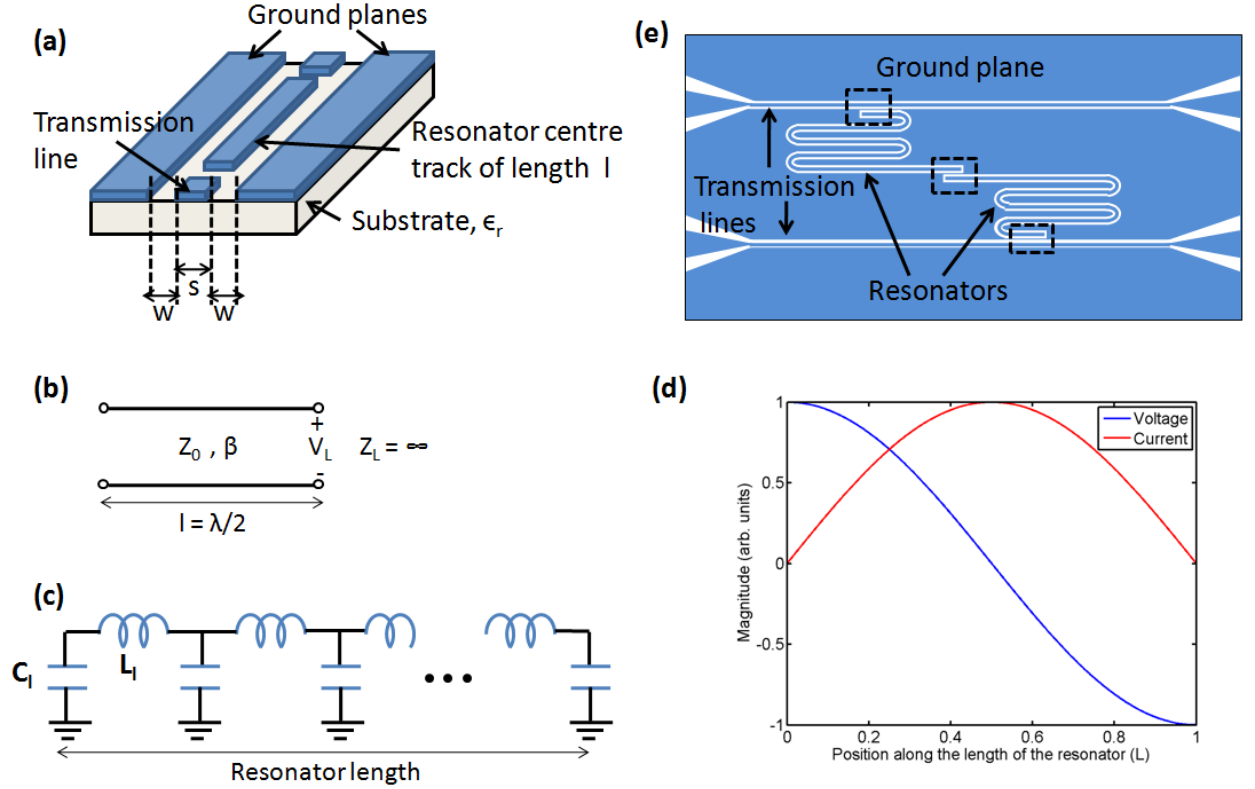 (a)
Ground planes
Transmission
line
Resonator centre
track of length l
Substrate, ϵr
s
w w
(b)
+
Z0 , β VL ZL = ∞
-
l = λ/2
(c)
Cl
Ll
Resonator length
(e)
Ground plane
Transmission
lines
Resonators
(d)
Voltage
Current
Magnitude (arb. units)
1
0.5
0
-0.5
-1
0 0.2 0.4 0.6 0.8 1
Position along the length of the resonator (L)